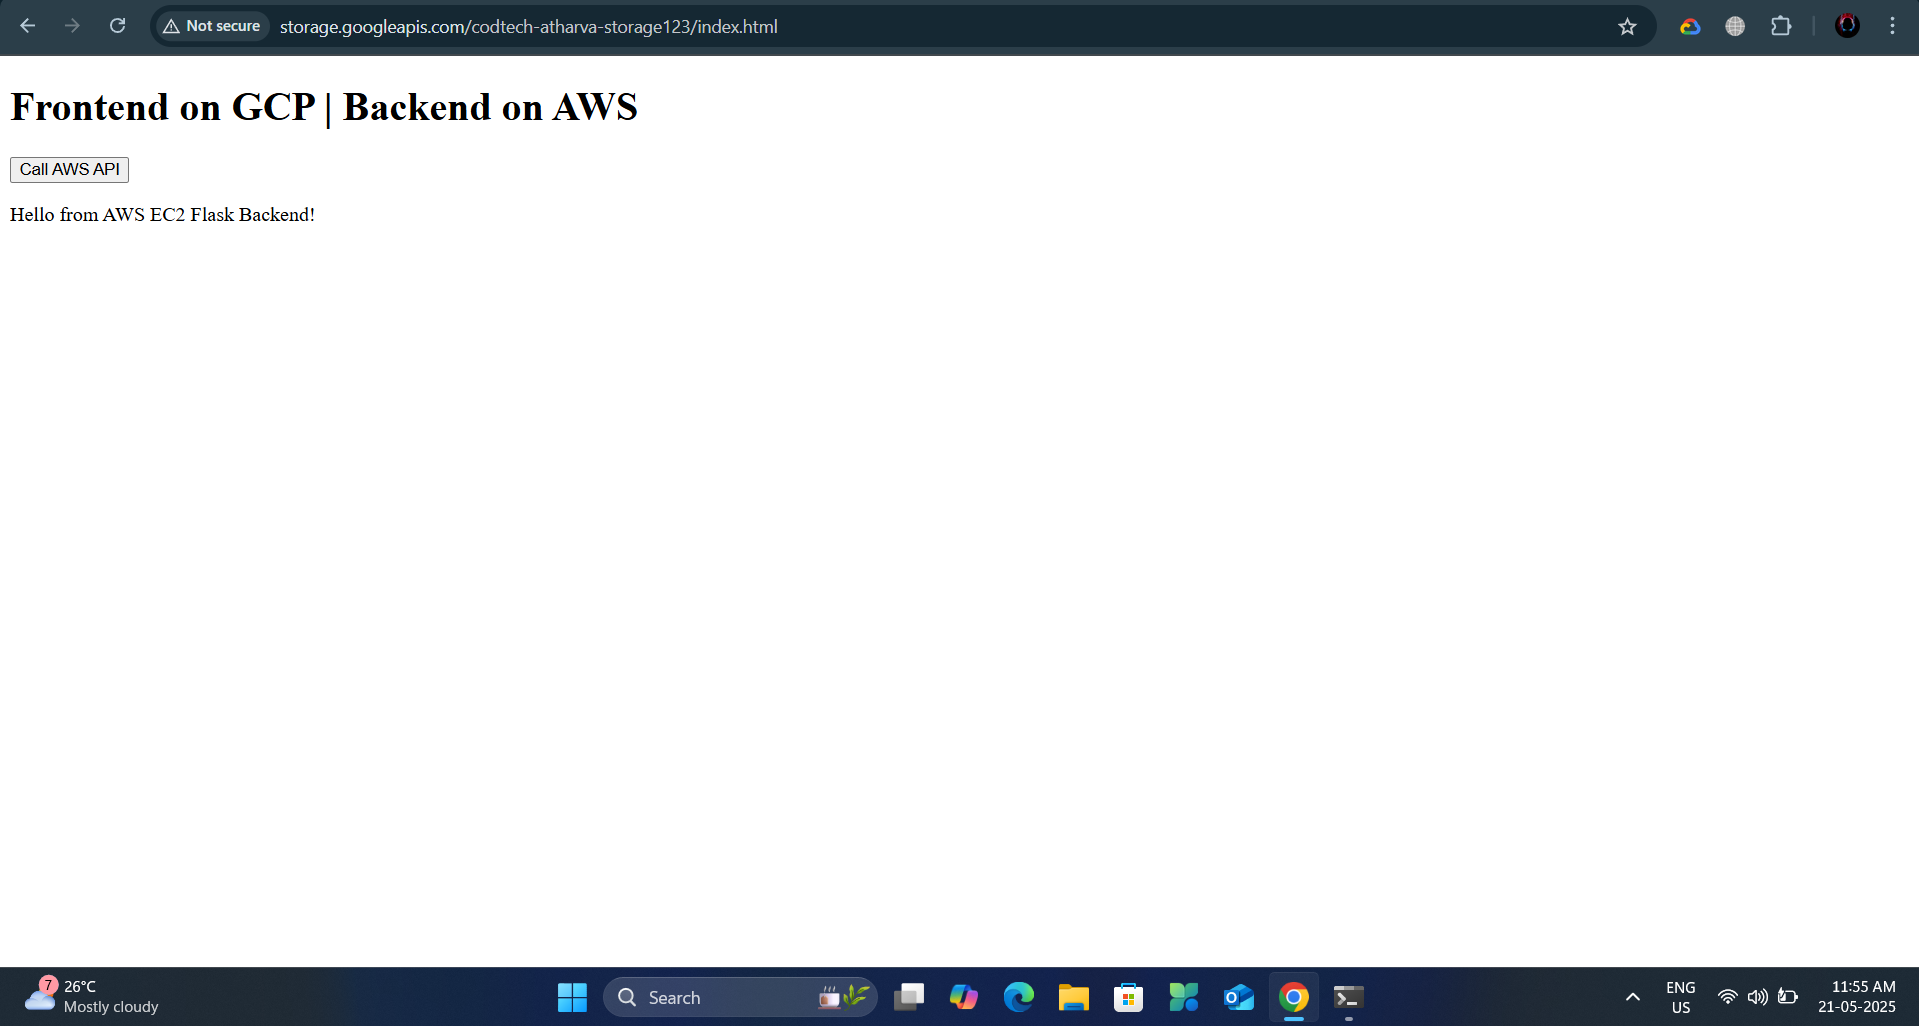 Not secure
storage.googleapis.com/codtech-atharva-storage123/index.html
Frontend on GCP | Backend on AWS
Call AWS API
Hello from AWS EC2 Flask Backend!
7
26°C
Mostly cloudy
Search
ENG
US
11:55 AM
21-05-2025